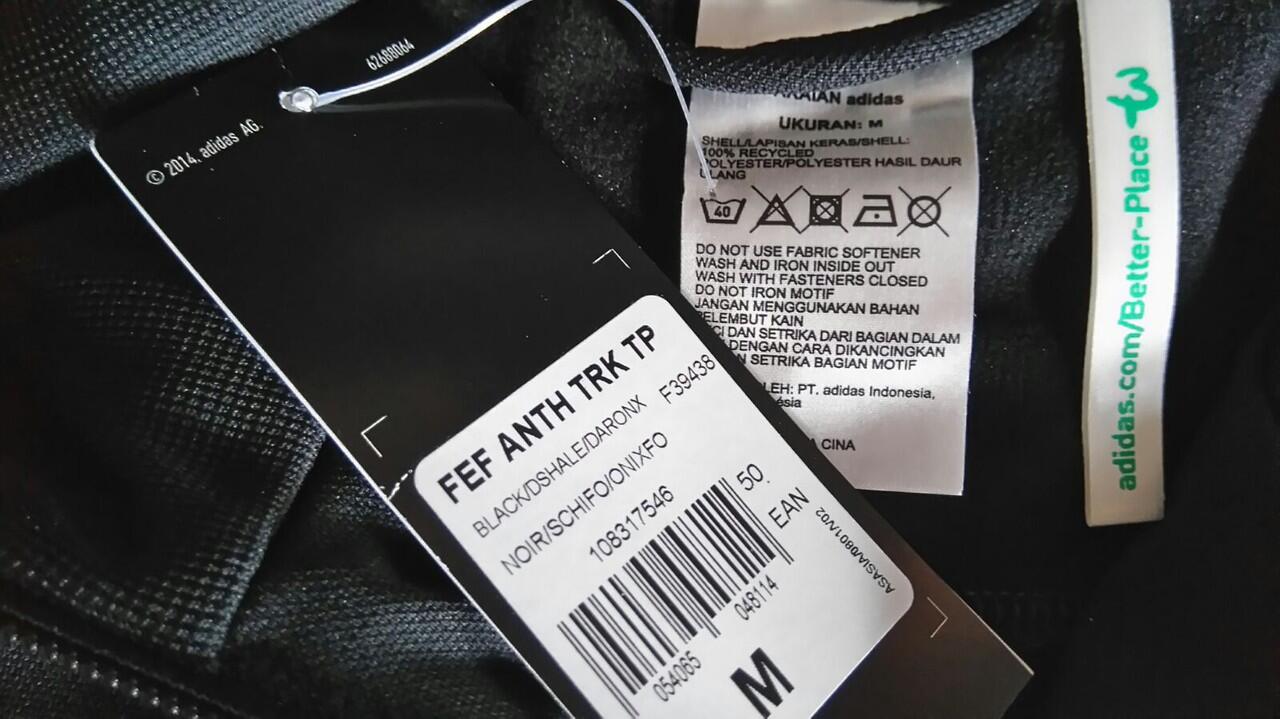 62688064
© 2014. adidas AG.
FEF ANTH TRK TP
BLACK/DSHALE/DARONX F39438
NOIR/SCHIFO/ONIXFO
108317546
50.
EAN
054065 048114
ASASIA/0801/V02
M
adidas
UKURAN: M
SHELL/LAPISAN KERAS/SHELL:
100% RECYCLED
POLYESTER/POLYESTER HASIL DAUR
ULANG
40
DO NOT USE FABRIC SOFTENER
WASH AND IRON INSIDE OUT
WASH WITH FASTENERS CLOSED
DO NOT IRON MOTIF
JANGAN MENGGUNAKAN BAHAN
PELEMBUT KAIN
DAN SETRIKA DARI BAGIAN DALAM
DENGAN CARA DIKANCINGKAN
SETRIKA BAGIAN MOTIF
PT. adidas Indonesia,
CINA
adidas.com/Better-Place